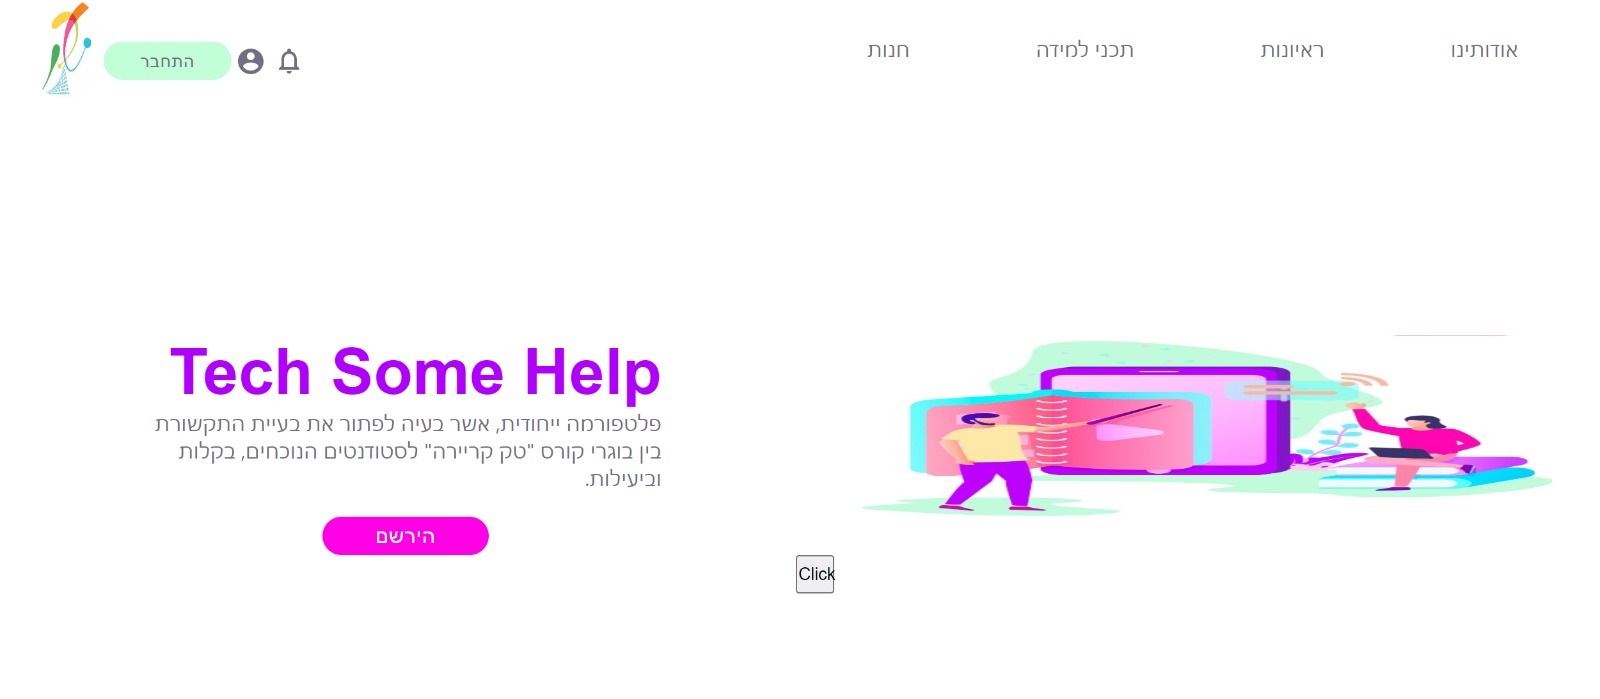 אודותינו
ראיונות
תכני למידה
חנות
התחבר
Tech Some Help
פלטפורמה ייחודית, אשר בעיה לפתור את בעיית התקשורת
בין בוגרי קורס "טק קריירה" לסטודנטים הנוכחים, בקלות
וביעילות.
הירשם
Click